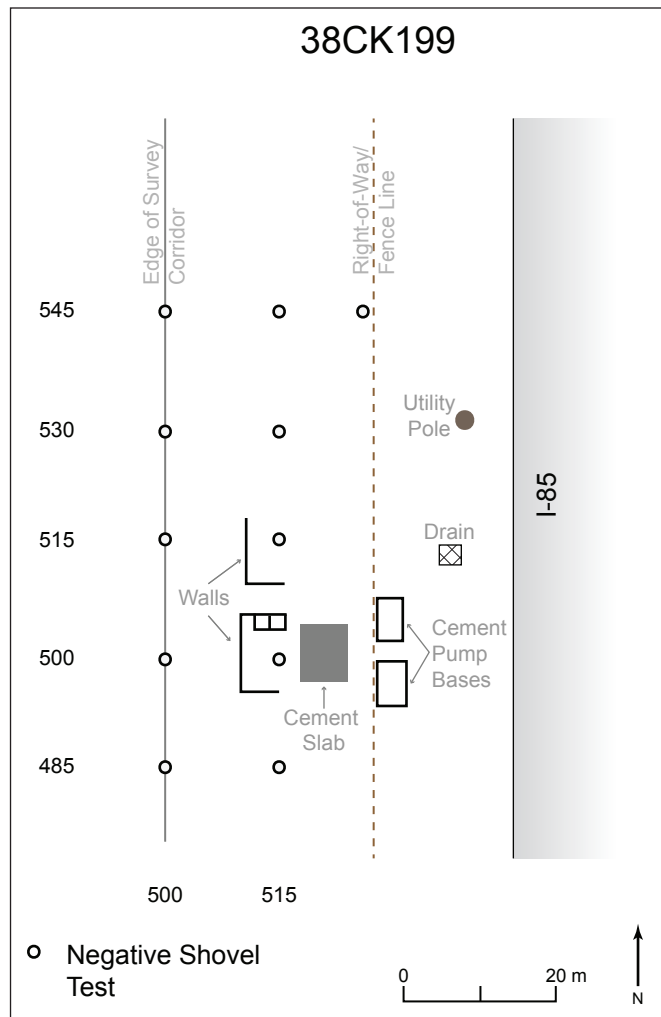 38CK199
Edge of Survey
Corridor
Right-of-Way/
Fence Line
545
530
Utility
Pole
I-85
515
Drain
Walls
500
Cement
Pump
Bases
Cement
Slab
485
500
515
Negative Shovel
Test
0
20 m
N